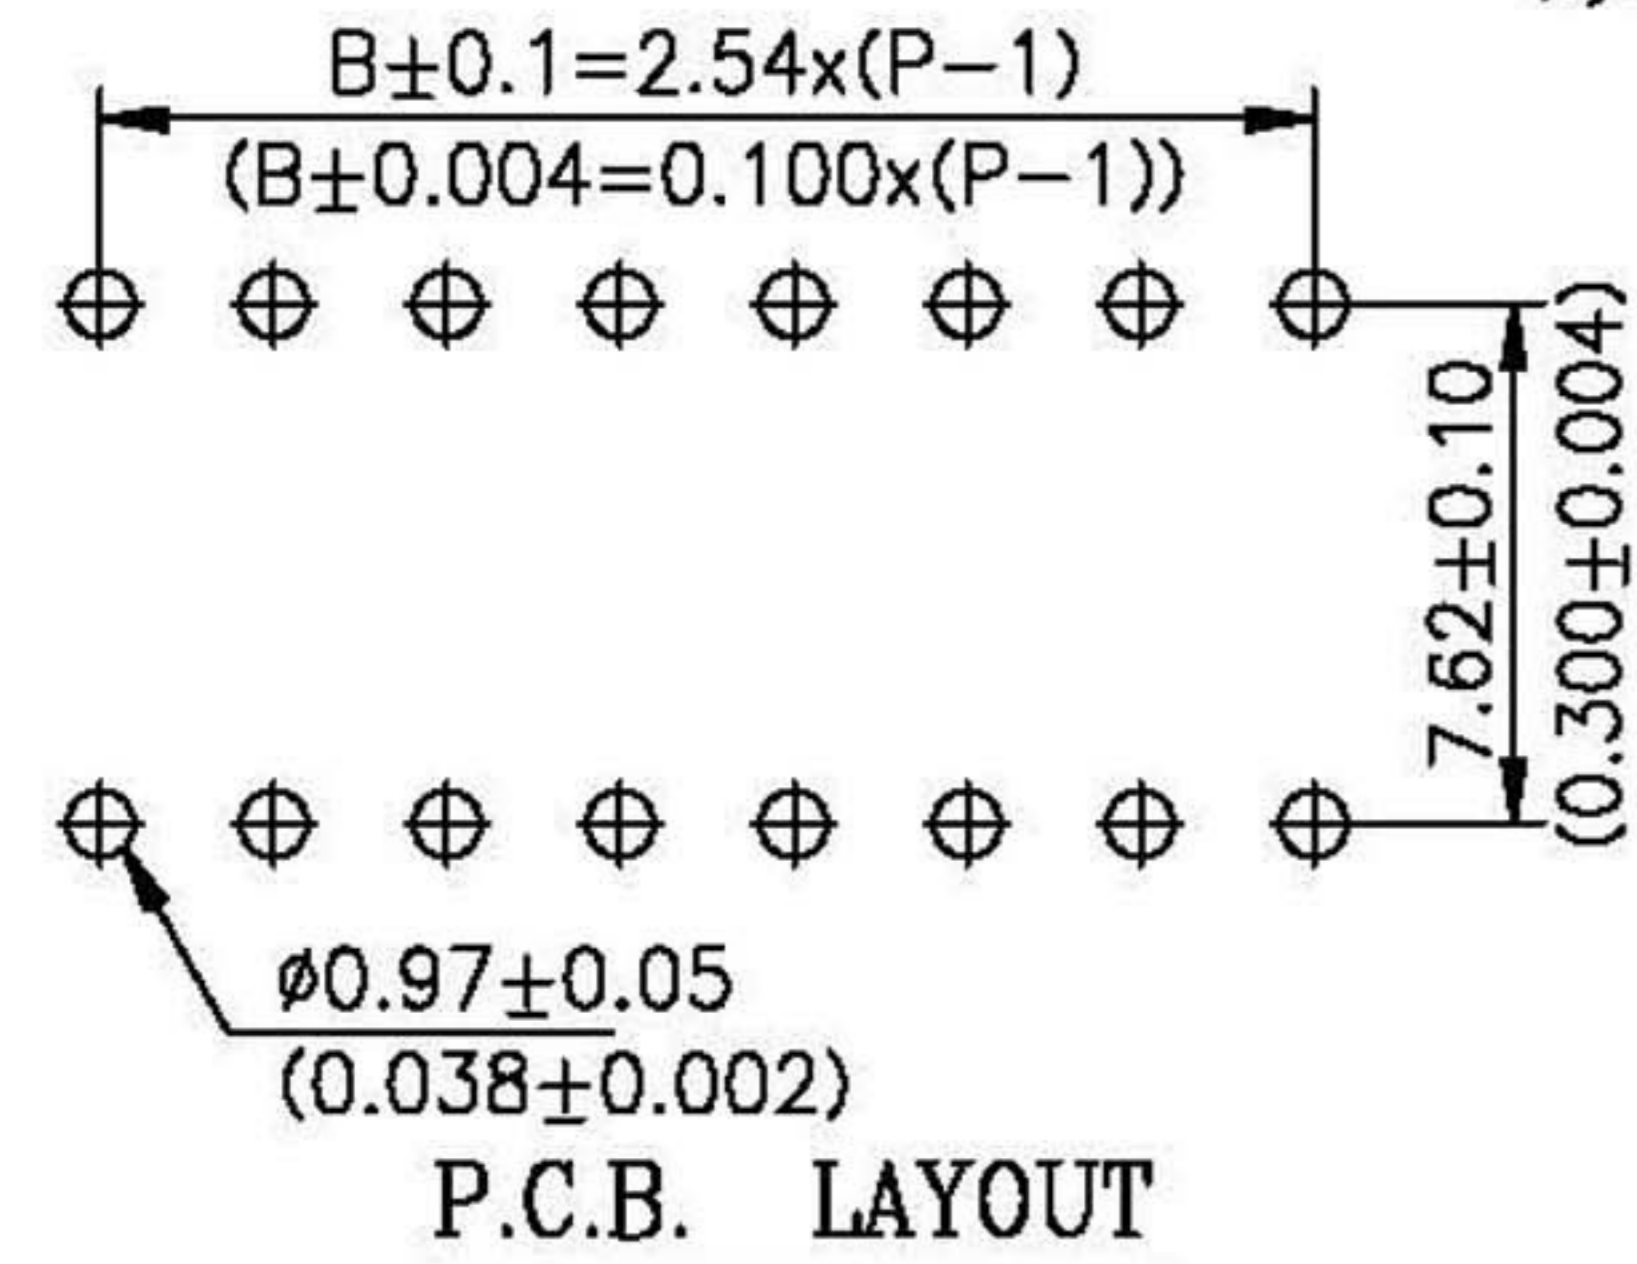 B±0.1=2.54x(P-1)
(B±0.004=0.100x(P-1))
7.62±0.10
(0.300±0.004)
ø0.97±0.05
(0.038±0.002)
P.C.B. LAYOUT